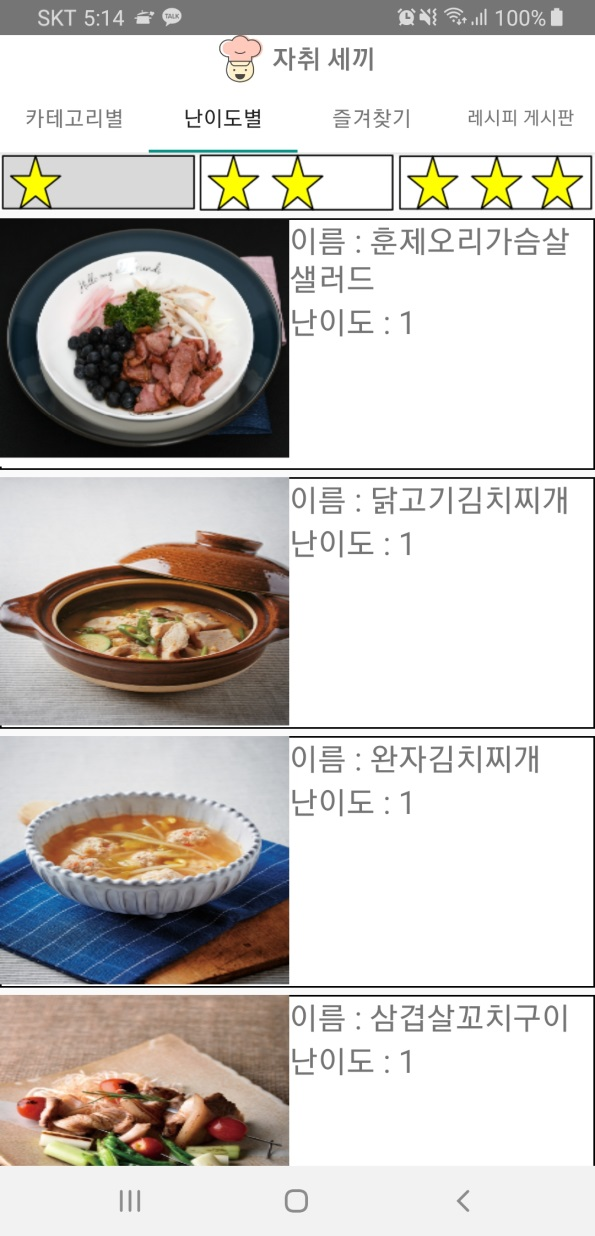 SKT 5:14 TALK 100%
자취 세끼
카테고리별 난이도별 즐겨찾기 레시피 게시판
이름 : 훈제오리가슴살
샐러드
난이도 : 1
이름 : 닭고기김치찌개
난이도 : 1
이름 : 완자김치찌개
난이도 : 1
이름 : 삼겹살꼬치구이
난이도 : 1